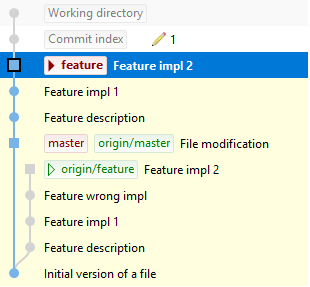 Working directory
Commit index 1
feature Feature impl 2
Feature impl 1
Feature description
master origin/master File modification
origin/feature Feature impl 2
Feature wrong impl
Feature impl 1
Feature description
Initial version of a file